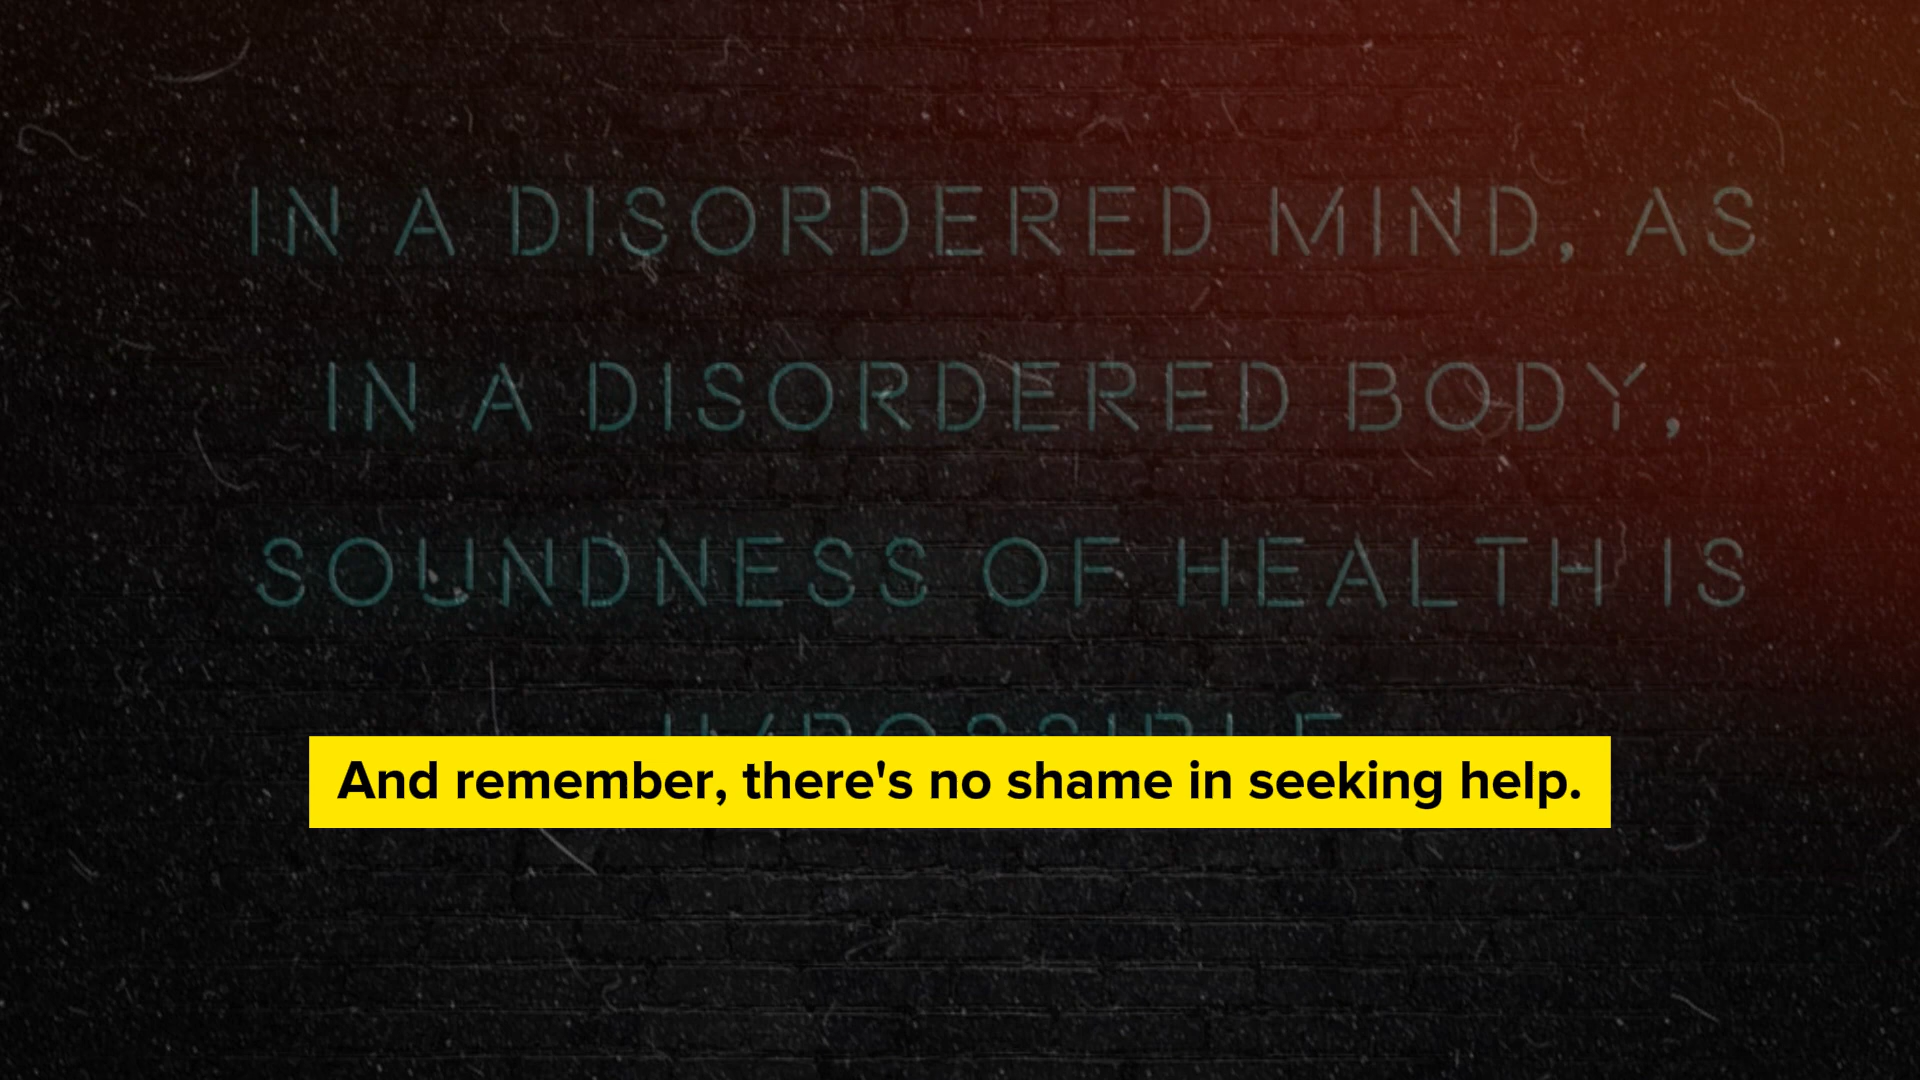 IN A DISORDERED MIND, AS
IN A DISORDERED BODY,
SOUNDNESS OF HEALTH IS
IMPOSSIBLE
And remember, there's no shame in seeking help.